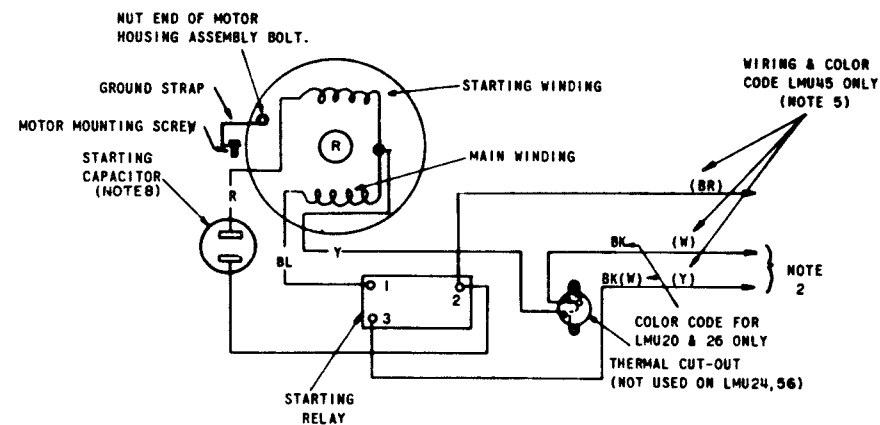 NUT END OF MOTOR
HOUSING ASSEMBLY BOLT.
GROUND STRAP
MOTOR MOUNTING SCREW
STARTING
CAPACITOR
(NOTE 8)
STARTING WINDING
R
MAIN WINDING
R
BL
Y
WIRING & COLOR
CODE LMU45 ONLY
(NOTE 5)
(BR)
BK
(W)
BK(W)
(Y)
NOTE
2
1
2
3
COLOR CODE FOR
LMU20 & 26 ONLY
THERMAL CUT-OUT
(NOT USED ON LMU24,56)
STARTING
RELAY